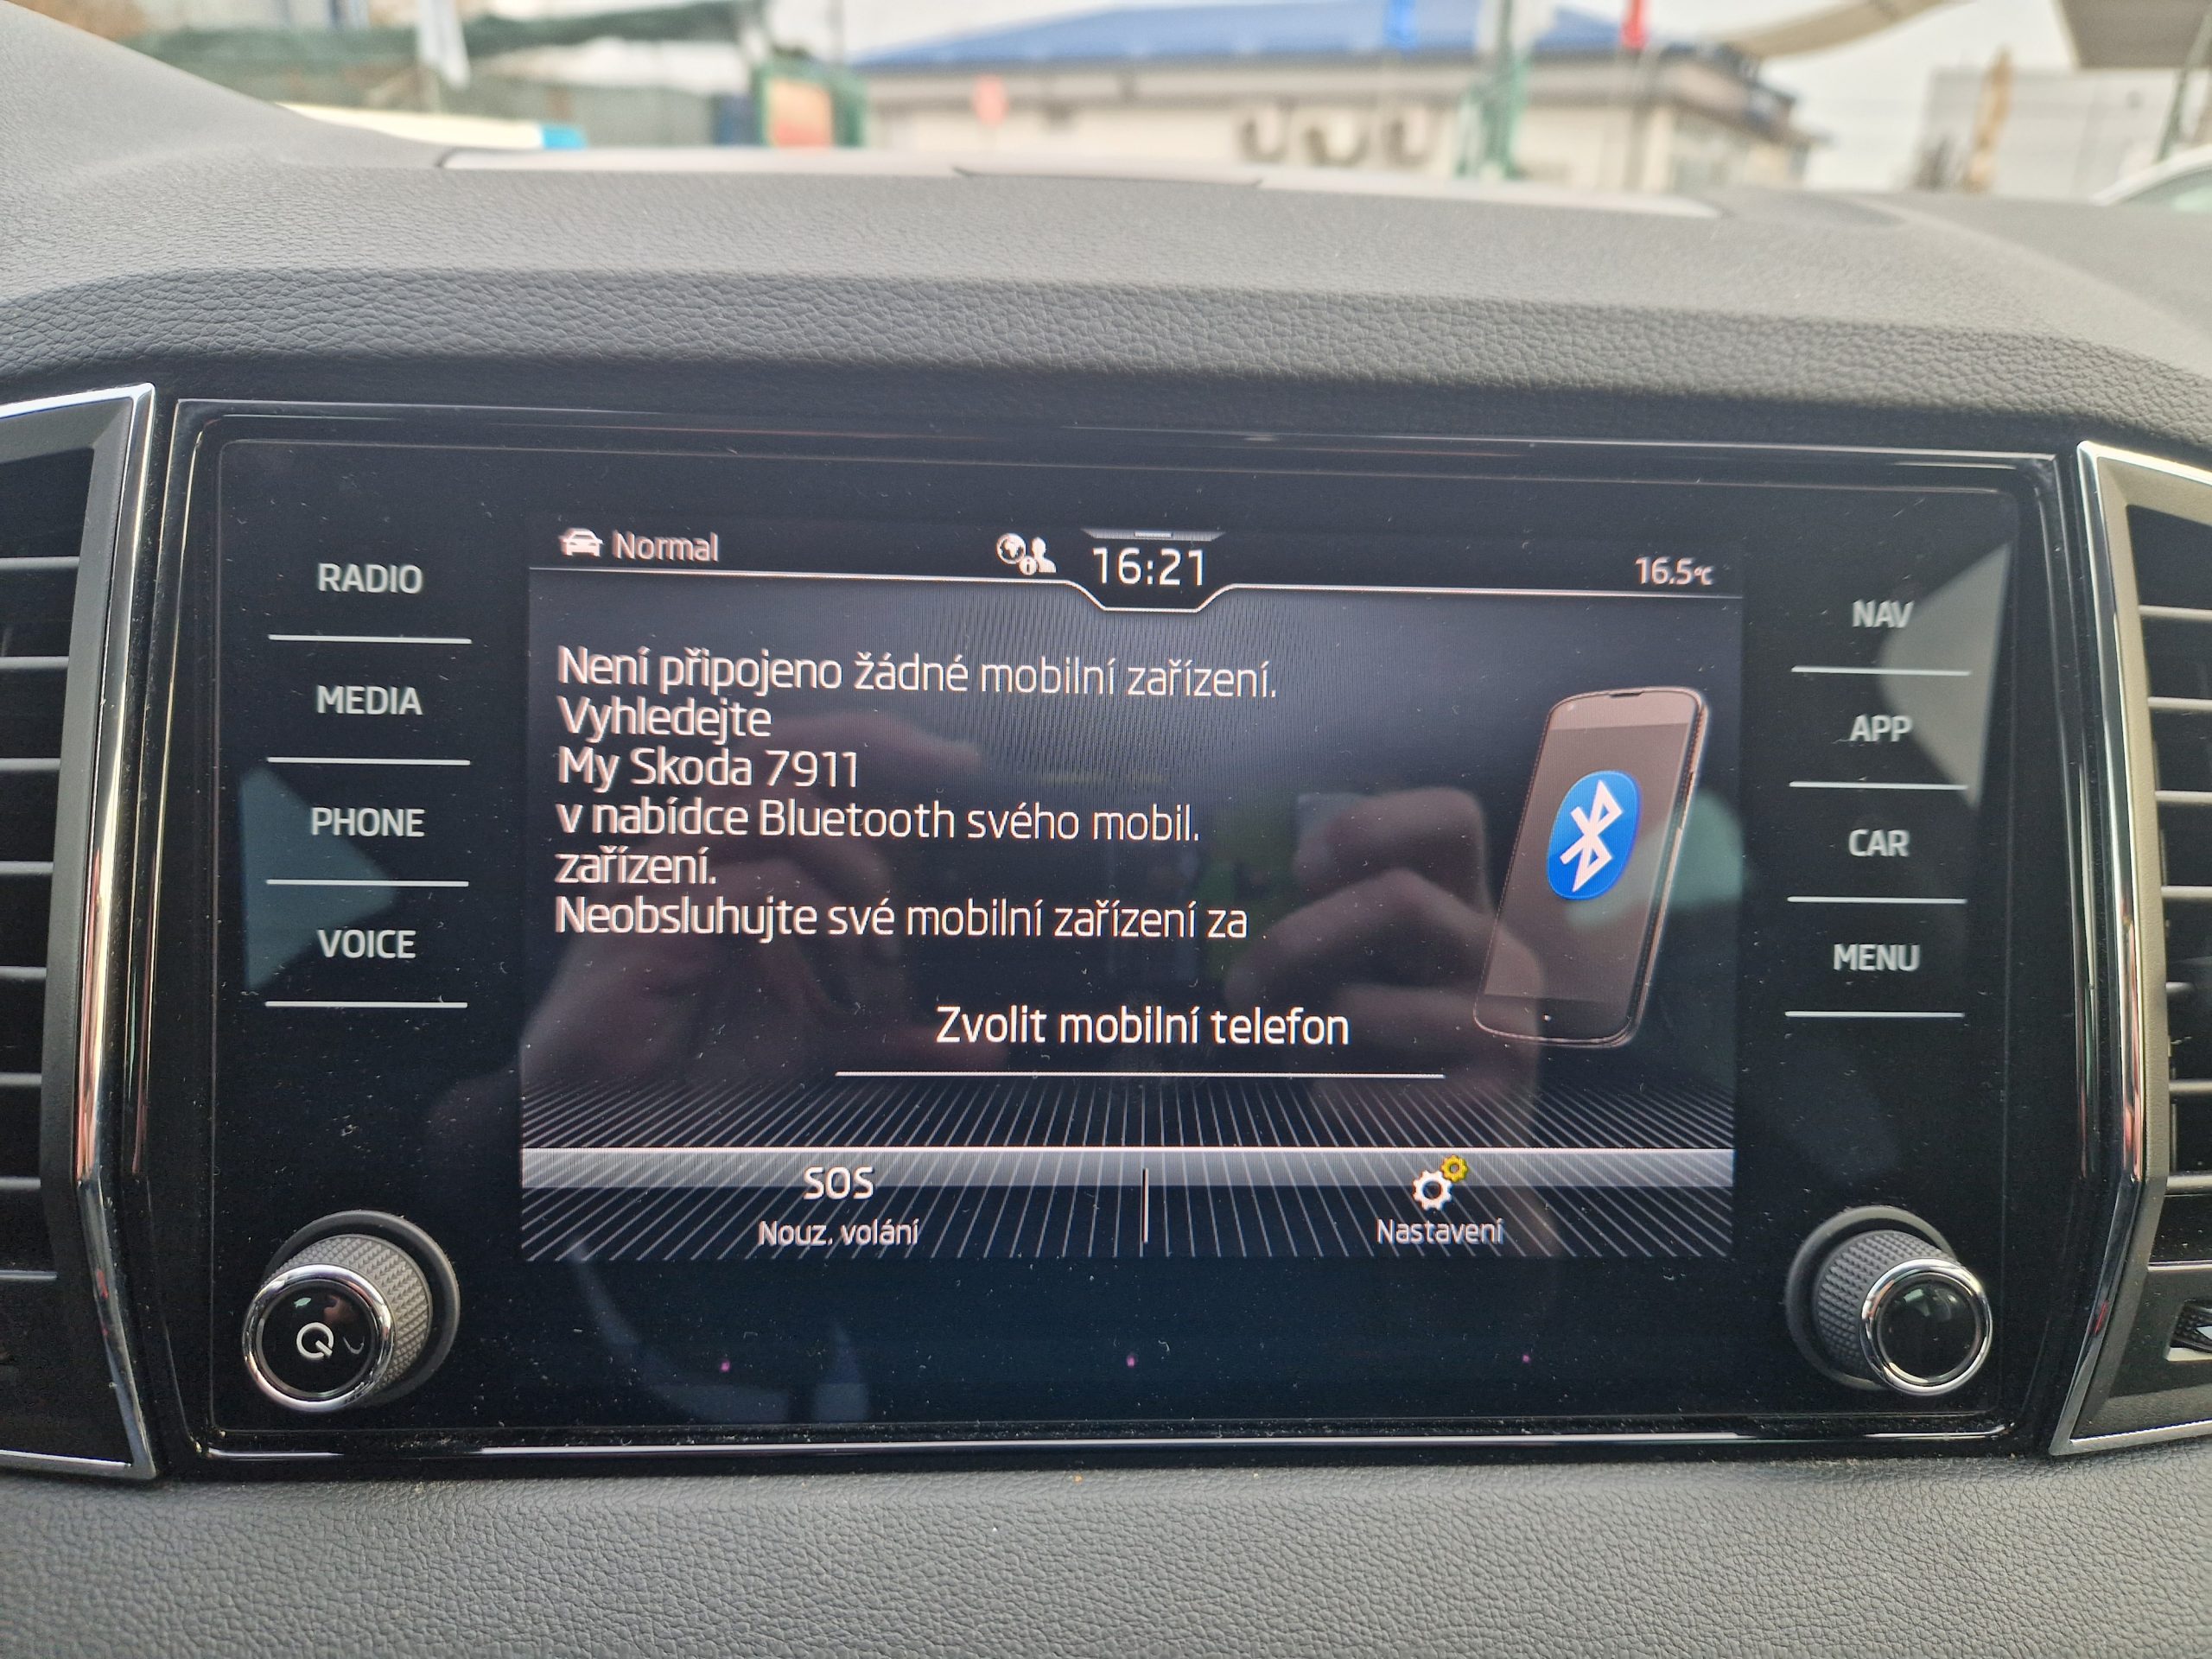 Normal
16:21
16.5°C
RADIO
MEDIA
PHONE
VOICE
Není připojeno žádné mobilní zařízení.
Vyhledejte
My Skoda 7911
v nabídce Bluetooth svého mobil.
zařízení.
Neobsluhujte své mobilní zařízení za
Zvolit mobilní telefon
SOS
Nouz. volání
Nastavení
NAV
APP
CAR
MENU